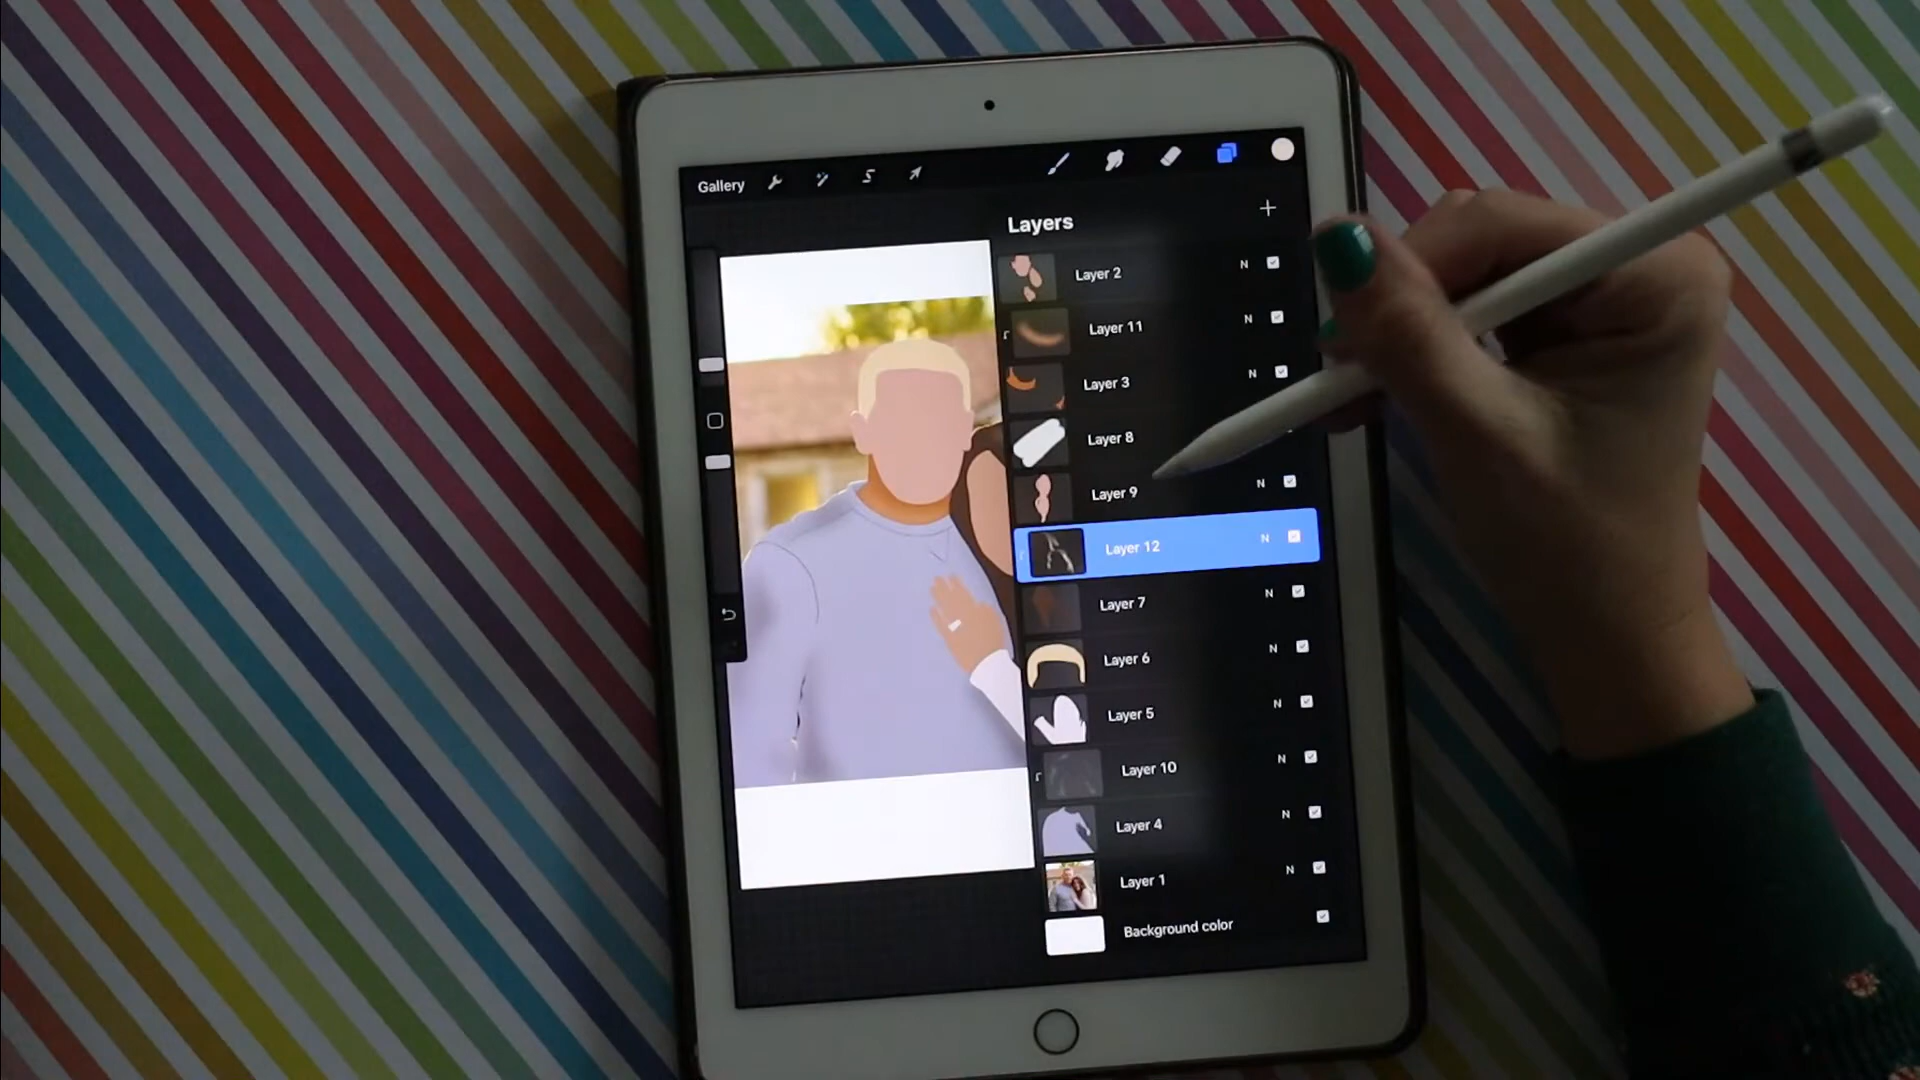 Gallery
Layers
Layer 2 N
Layer 11 N
Layer 3 N
Layer 8
Layer 9 N
Layer 12 N
Layer 7 N
Layer 6 N
Layer 5 N
Layer 10 N
Layer 4 N
Layer 1 N
Background color